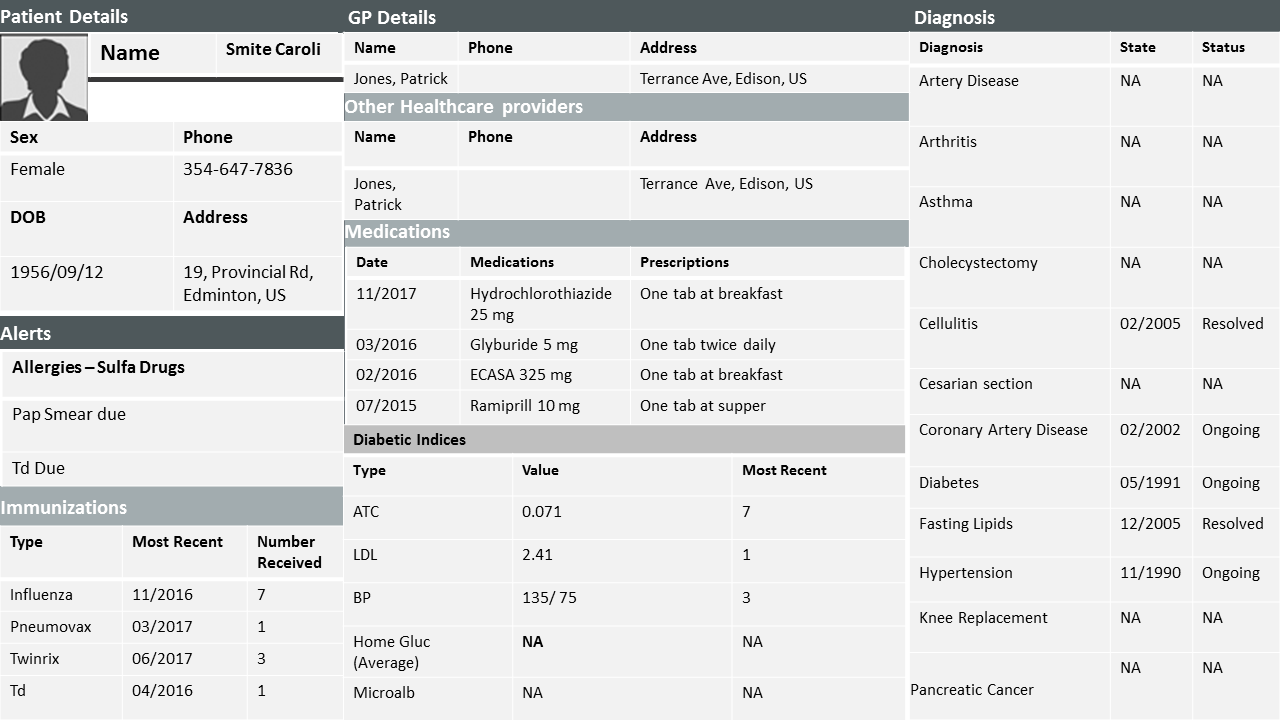 Patient Details
Name
Smite Caroli
Sex
Phone
Female
354-647-7836
DOB
Address
1956/09/12
19, Provincial Rd,
Edminton, US
Alerts
Allergies – Sulfa Drugs
Pap Smear due
Td Due
Immunizations
Type
Most Recent
Number
Received
Influenza
11/2016
7
Pneumovax
03/2017
1
Twinrix
06/2017
3
Td
04/2016
1
GP Details
Name
Phone
Address
Jones, Patrick
Terrance Ave, Edison, US
Other Healthcare providers
Name
Phone
Address
Jones,
Patrick
Terrance Ave, Edison, US
Medications
Date
Medications
Prescriptions
11/2017
Hydrochlorothiazide
25 mg
One tab at breakfast
03/2016
Glyburide 5 mg
One tab twice daily
02/2016
ECASA 325 mg
One tab at breakfast
07/2015
Ramiprill 10 mg
One tab at supper
Diabetic Indices
Type
Value
Most Recent
ATC
0.071
7
LDL
2.41
1
BP
135/ 75
3
Home Gluc
(Average)
NA
NA
Microalb
NA
NA
Diagnosis
Diagnosis
State
Status
Artery Disease
NA
NA
Arthritis
NA
NA
Asthma
NA
NA
Cholecystectomy
NA
NA
Cellulitis
02/2005
Resolved
Cesarian section
NA
NA
Coronary Artery Disease
02/2002
Ongoing
Diabetes
05/1991
Ongoing
Fasting Lipids
12/2005
Resolved
Hypertension
11/1990
Ongoing
Knee Replacement
NA
NA
Pancreatic Cancer
NA
NA